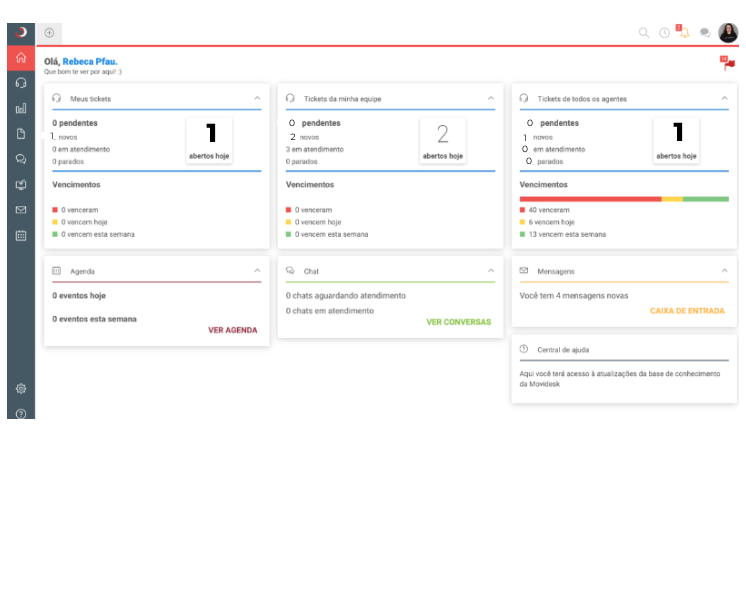 Olá, Rebeca Pfau.
Que bom te ver por aqui! :)
Meus tickets
0 pendentes
1 novos
0 em atendimento
0 parados
1
abertos hoje
Vencimentos
0 venceram
0 vencem hoje
0 vencem esta semana
Tickets da minha equipe
0 pendentes
2 novos
3 em atendimento
0 parados
2
abertos hoje
Vencimentos
0 venceram
0 vencem hoje
0 vencem esta semana
Tickets de todos os agentes
0 pendentes
1 novos
0 em atendimento
0 parados
1
abertos hoje
Vencimentos
40 venceram
6 vencem hoje
13 vencem esta semana
Agenda
0 eventos hoje
0 eventos esta semana
VER AGENDA
Chat
0 chats aguardando atendimento
0 chats em atendimento
VER CONVERSAS
Mensagens
Você tem 4 mensagens novas
CAIXA DE ENTRADA
Central de ajuda
Aqui você terá acesso à atualizações da base de conhecimento
da Movidesk